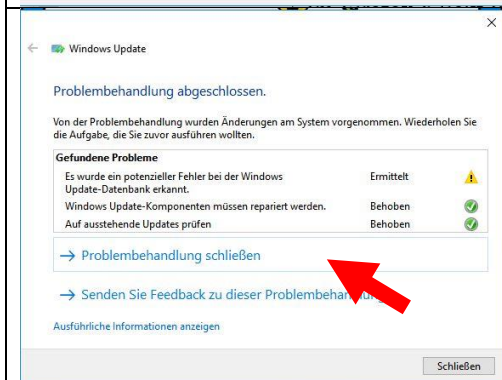 Windows Update
Problembehandlung abgeschlossen.
Von der Problembehandlung wurden Änderungen am System vorgenommen. Wiederholen Sie
die Aufgabe, die Sie zuvor ausführen wollten.
Gefundene Probleme
Es wurde ein potenzieller Fehler bei der Windows Ermittelt
Update-Datenbank erkannt.
Windows Update-Komponenten müssen repariert werden. Behoben
Auf ausstehende Updates prüfen Behoben
→ Problembehandlung schließen
→ Senden Sie Feedback zu dieser
Ausführliche Informationen anzeigen
Schließen